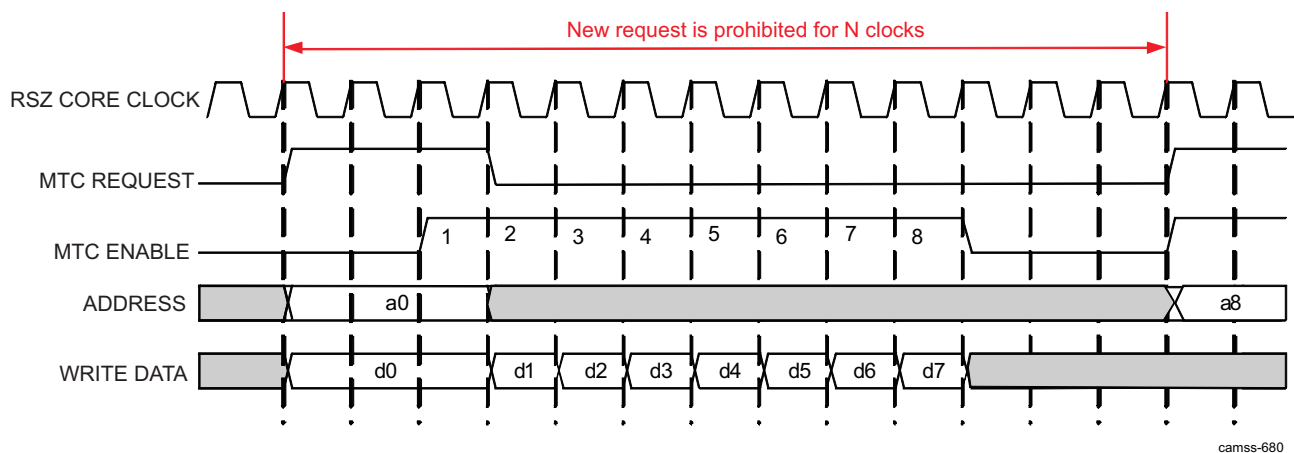 New request is prohibited for N clocks
RSZ CORE CLOCK
MTC REQUEST
MTC ENABLE
1 2 3 4 5 6 7 8
ADDRESS
a0 a8
WRITE DATA
d0 d1 d2 d3 d4 d5 d6 d7
camss-680